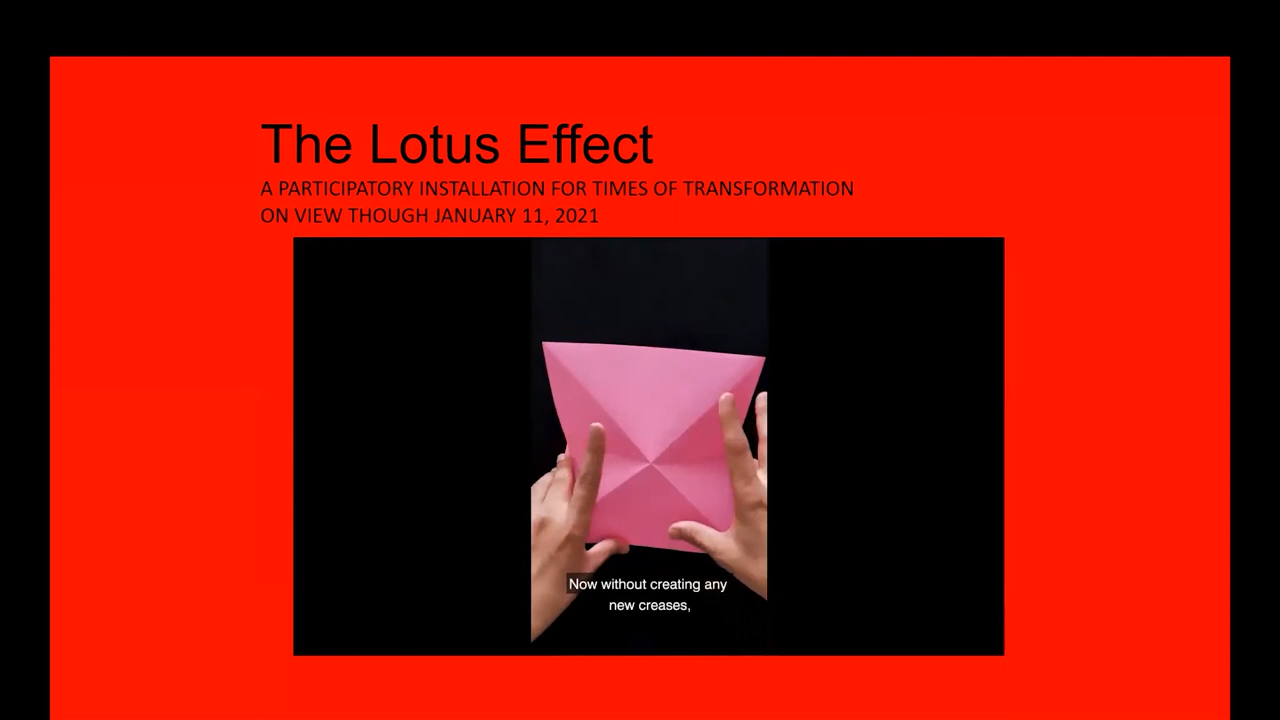 The Lotus Effect
A PARTICIPATORY INSTALLATION FOR TIMES OF TRANSFORMATION
ON VIEW THOUGH JANUARY 11, 2021
Now without creating any
new creases,